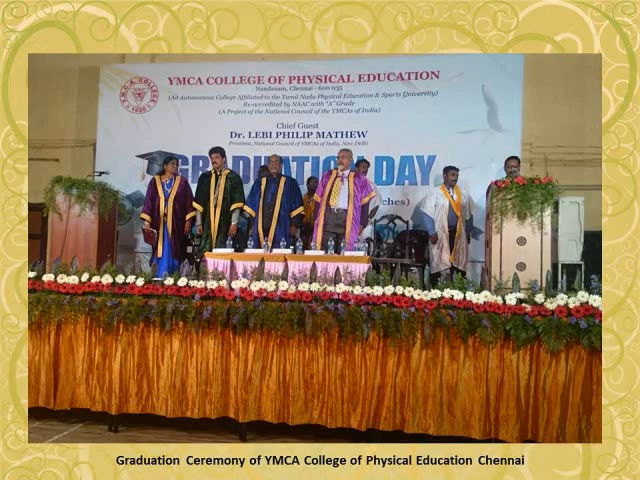 YMCA COLLEGE OF PHYSICAL EDUCATION
Nandanam, Chennai - 600 035
(An Autonomous College Affiliated to the Tamil Nadu Physical Education & Sports University)
Re-accredited by NAAC with "A" Grade
(A Project of the National Council of the YMCAs of India)
Chief Guest
Dr. LEBI PHILIP MATHEW
President, National Council of YMCAs of India, New Delhi
GRADUATION DAY
ches)
1920
Graduation Ceremony of YMCA College of Physical Education Chennai